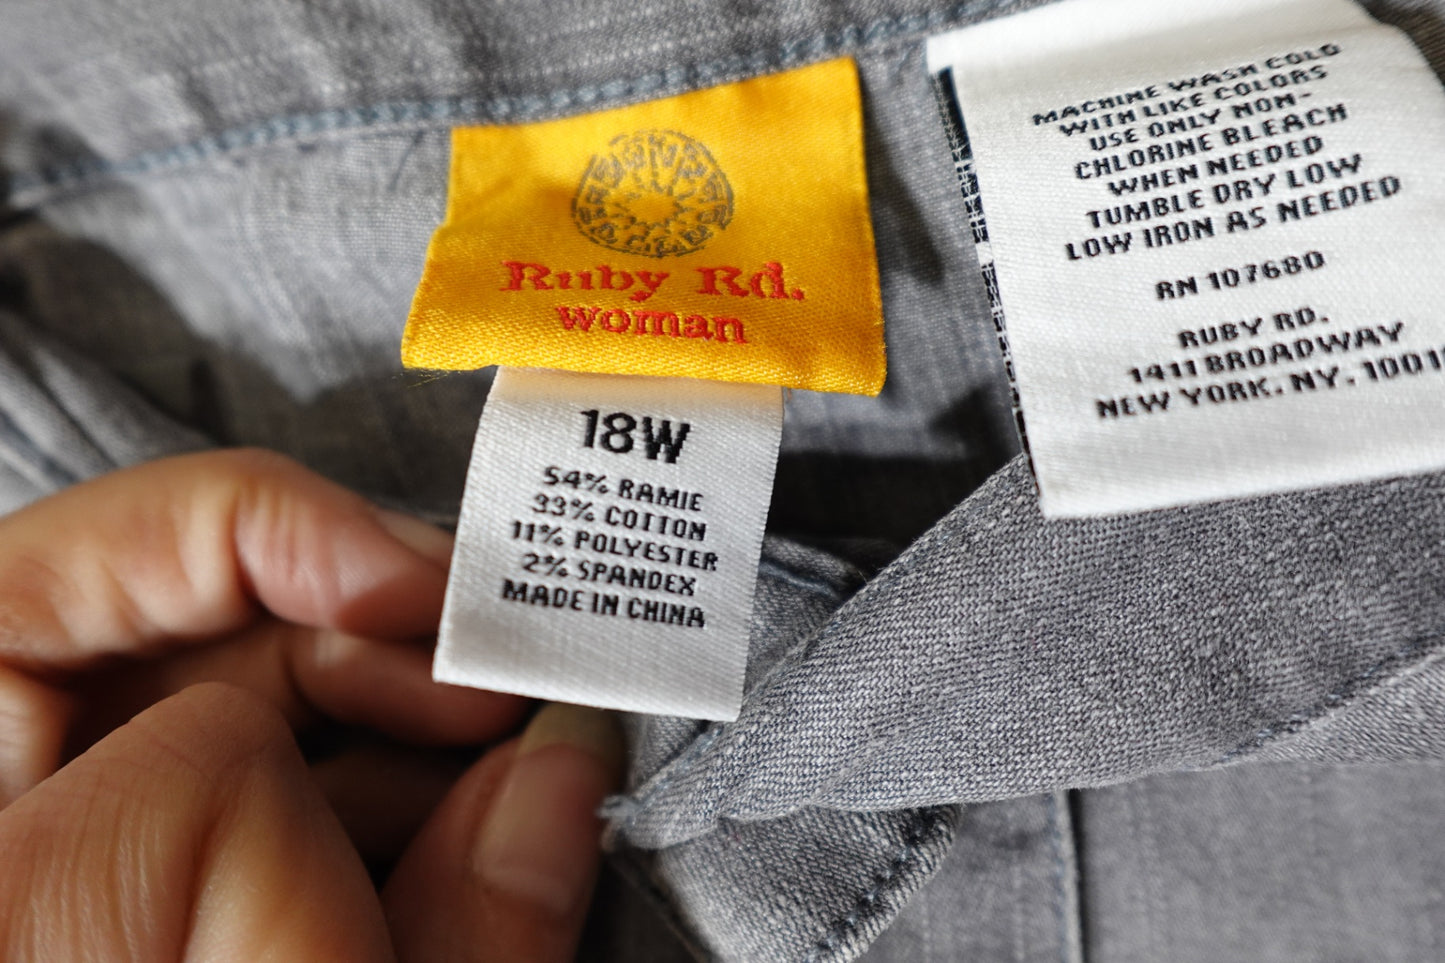 Ruby Rd.
woman
18W
54% RAMIE
33% COTTON
11% POLYESTER
2% SPANDEX
MADE IN CHINA
MACHINE WASH COLD
WITH LIKE COLORS
USE ONLY NON-
CHLORINE BLEACH
WHEN NEEDED
TUMBLE DRY LOW
LOW IRON AS NEEDED
RN 107680
RUBY RD.
1411 BROADWAY
NEW YORK, NY.